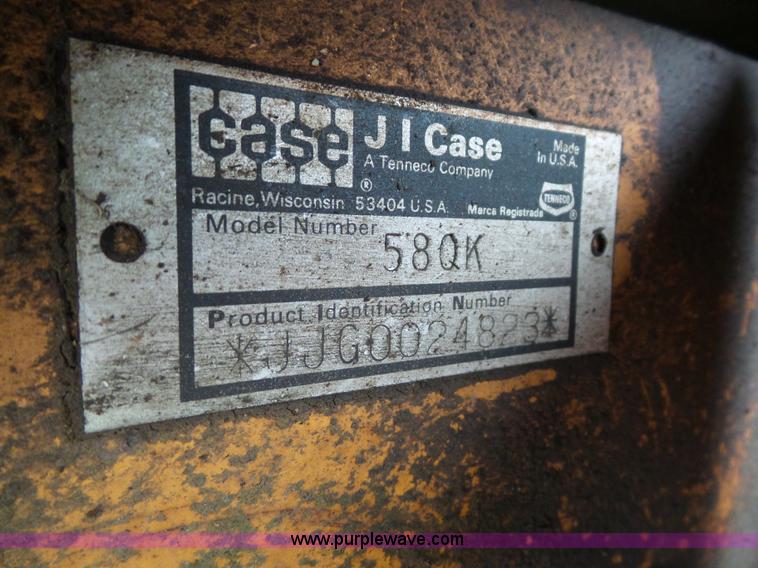 case
J I Case
A Tenneco Company
Made
in U.S.A.
®
TENNECO
®
Racine, Wisconsin 53404 U.S.A. Marca Registrada
Model Number
580K
Product Identification Number
*JJG0024823*
www.purplewave.com